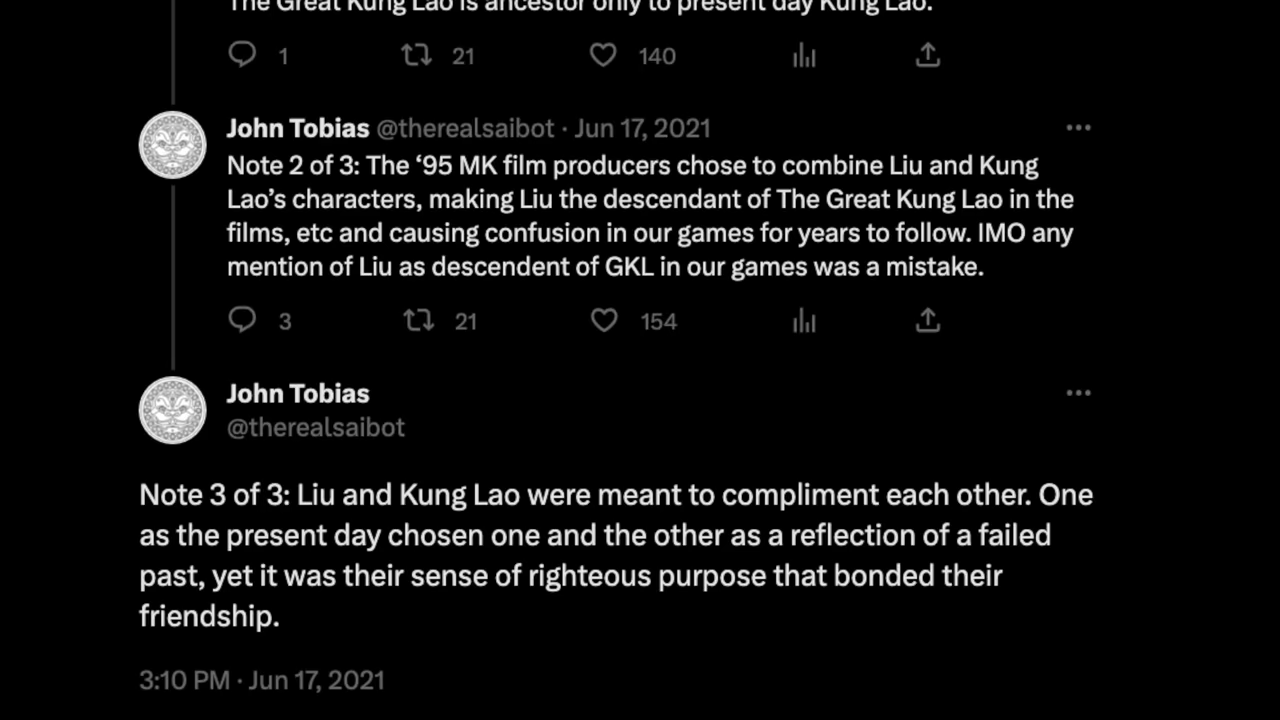 The Great Kung Lao is ancestor only to present day Kung Lao.
1 21 140
John Tobias @therealsaibot · Jun 17, 2021
Note 2 of 3: The ‘95 MK film producers chose to combine Liu and Kung
Lao’s characters, making Liu the descendant of The Great Kung Lao in the
films, etc and causing confusion in our games for years to follow. IMO any
mention of Liu as descendent of GKL in our games was a mistake.
3 21 154
John Tobias
@therealsaibot
Note 3 of 3: Liu and Kung Lao were meant to compliment each other. One
as the present day chosen one and the other as a reflection of a failed
past, yet it was their sense of righteous purpose that bonded their
friendship.
3:10 PM · Jun 17, 2021